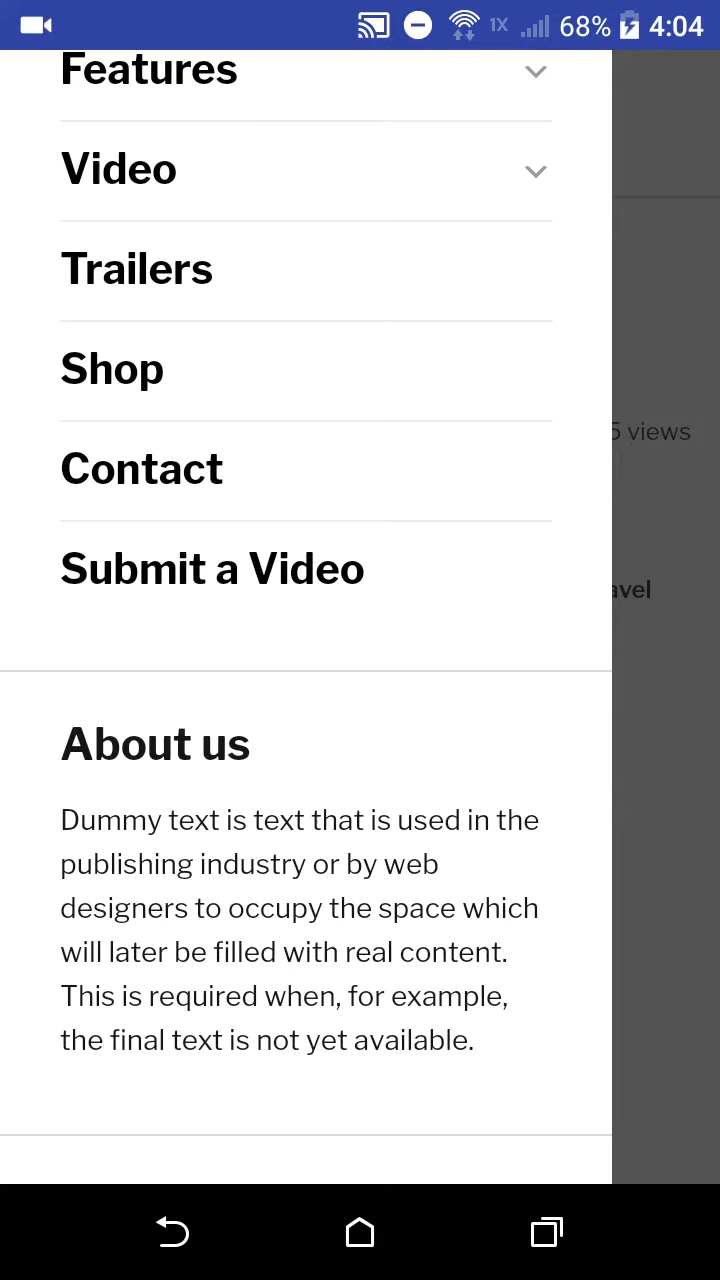 1X 68% 4:04
Features
Video
Trailers
Shop
5 views
Contact
Submit a Video
avel
About us
Dummy text is text that is used in the
publishing industry or by web
designers to occupy the space which
will later be filled with real content.
This is required when, for example,
the final text is not yet available.